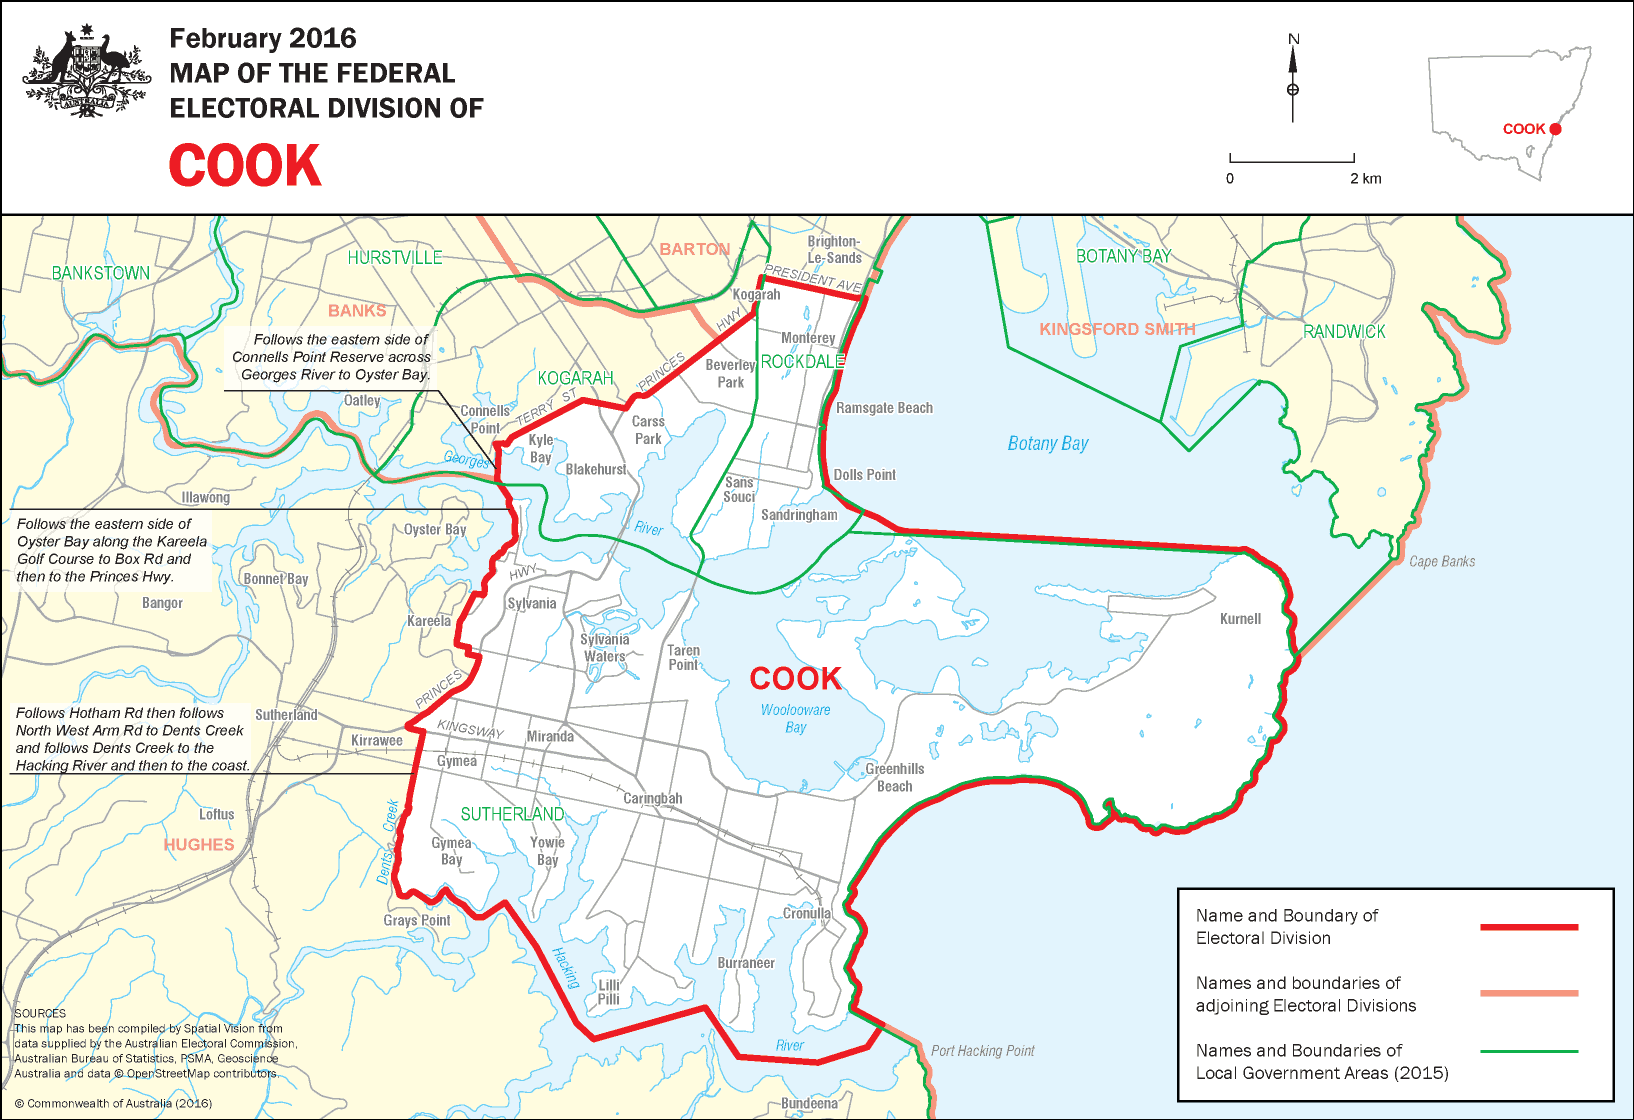 February 2016
MAP OF THE FEDERAL
ELECTORAL DIVISION OF
COOK
AUSTRALIA
N
0 2 km
COOK
BANKSTOWN
HURSTVILLE
BARTON
Brighton-
Le-Sands
BOTANY BAY
PRESIDENT AVE
Kogarah
BANKS
HWY
KINGSFORD SMITH
RANDWICK
Monterey
Follows the eastern side of
Connells Point Reserve across
Georges River to Oyster Bay.
ROCKDALE
Beverley
Park
PRINCES
KOGARAH
Oatley
TERRY ST
Connells
Point
Ramsgate Beach
Carss
Park
Kyle
Bay
Botany Bay
Georges
Blakehurst
Dolls Point
Sans
Souci
Illawong
Sandringham
Follows the eastern side of
Oyster Bay along the Kareela
Golf Course to Box Rd and
then to the Princes Hwy.
Oyster Bay
River
Cape Banks
HWY
Bonnet Bay
Bangor
Sylvania
Kareela
Kurnell
Sylvania
Waters
Taren
Point
COOK
PRINCES
Woolooware
Bay
Follows Hotham Rd then follows
North West Arm Rd to Dents Creek
and follows Dents Creek to the
Hacking River and then to the coast.
Sutherland
KINGSWAY
Kirrawee
Miranda
Gymea
Greenhills
Beach
Caringbah
Loftus
SUTHERLAND
Dents Creek
HUGHES
Gymea
Bay
Yowie
Bay
Grays Point
Cronulla
Hacking
Burraneer
Lilli
Pilli
River
Port Hacking Point
Bundeena
Name and Boundary of
Electoral Division
Names and boundaries of
adjoining Electoral Divisions
Names and Boundaries of
Local Government Areas (2015)
SOURCES
This map has been compiled by Spatial Vision from
data supplied by the Australian Electoral Commission,
Australian Bureau of Statistics, PSMA, Geoscience
Australia and data © OpenStreetMap contributors.
© Commonwealth of Australia (2016)